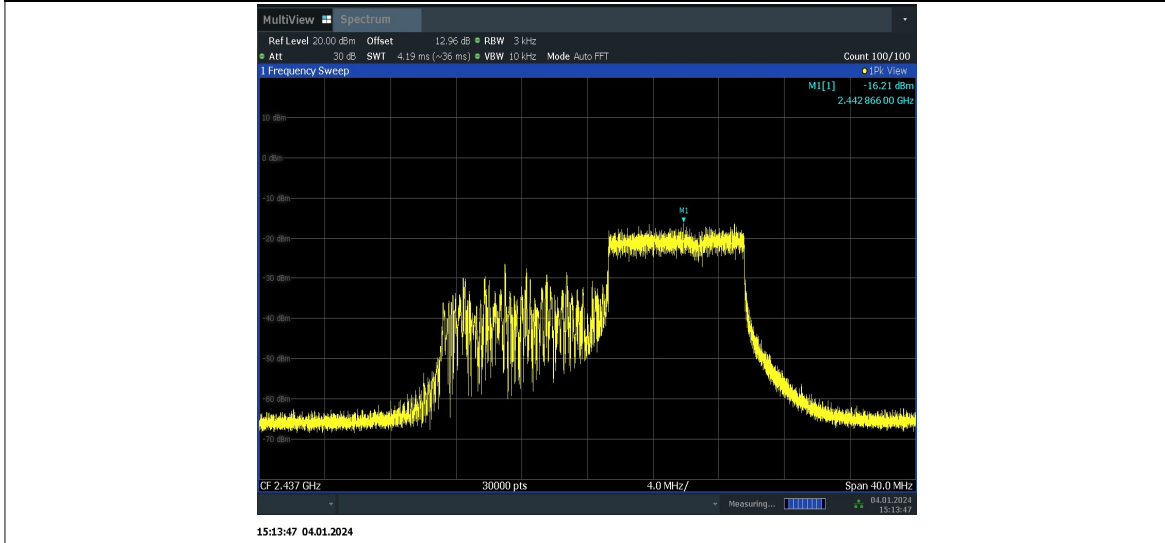 MultiView Spectrum
Ref Level 20.00 dBm Offset 12.96 dB RBW 3 kHz
Att 30 dB SWT 4.19 ms (~36 ms) VBW 10 kHz Mode Auto FFT Count 100/100
1 Frequency Sweep 1Pk View
M1[1] -16.21 dBm
2.442 866 00 GHz
10 dBm
0 dBm
-10 dBm
M1
-20 dBm
-30 dBm
-40 dBm
-50 dBm
-60 dBm
-70 dBm
CF 2.437 GHz 30000 pts 4.0 MHz/ Span 40.0 MHz
Measuring... 04.01.2024
15:13:47
15:13:47 04.01.2024